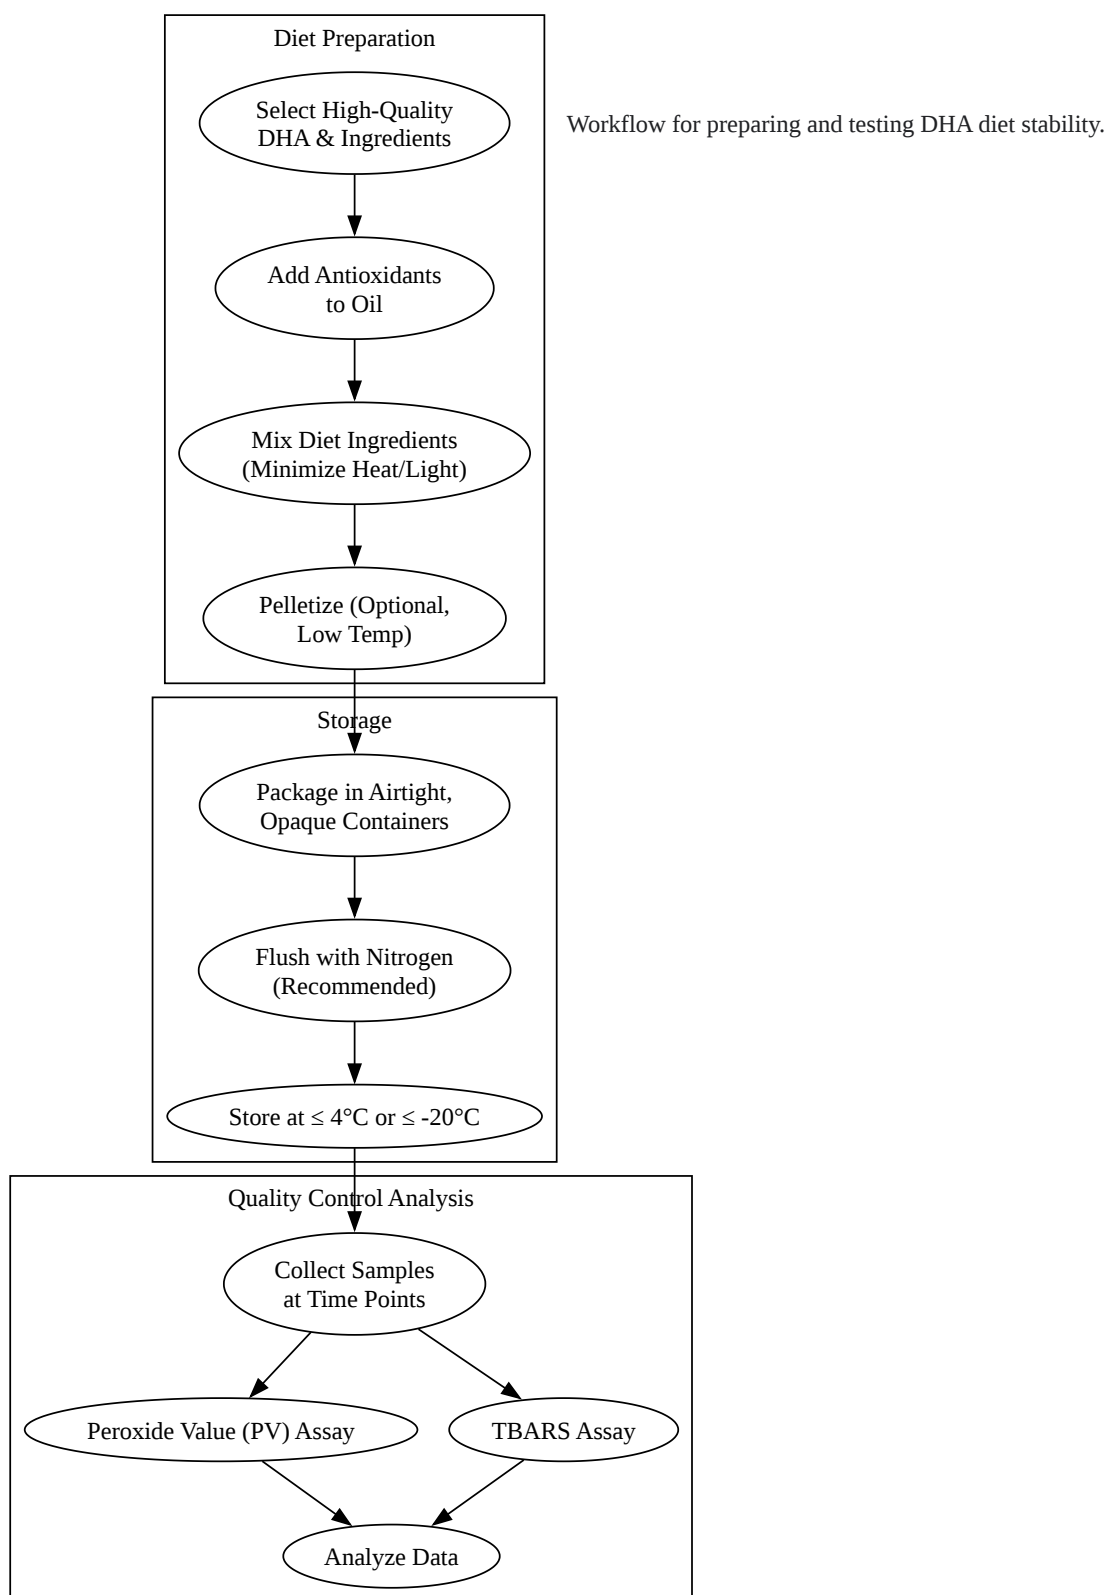 Diet Preparation
Select High-Quality
DHA & Ingredients
Workflow for preparing and testing DHA diet stability.
Add Antioxidants
to Oil
Mix Diet Ingredients
(Minimize Heat/Light)
Pelletize (Optional,
Low Temp)
Storage
Package in Airtight,
Opaque Containers
Flush with Nitrogen
(Recommended)
Store at ≤ 4°C or ≤ -20°C
Quality Control Analysis
Collect Samples
at Time Points
Peroxide Value (PV) Assay
TBARS Assay
Analyze Data